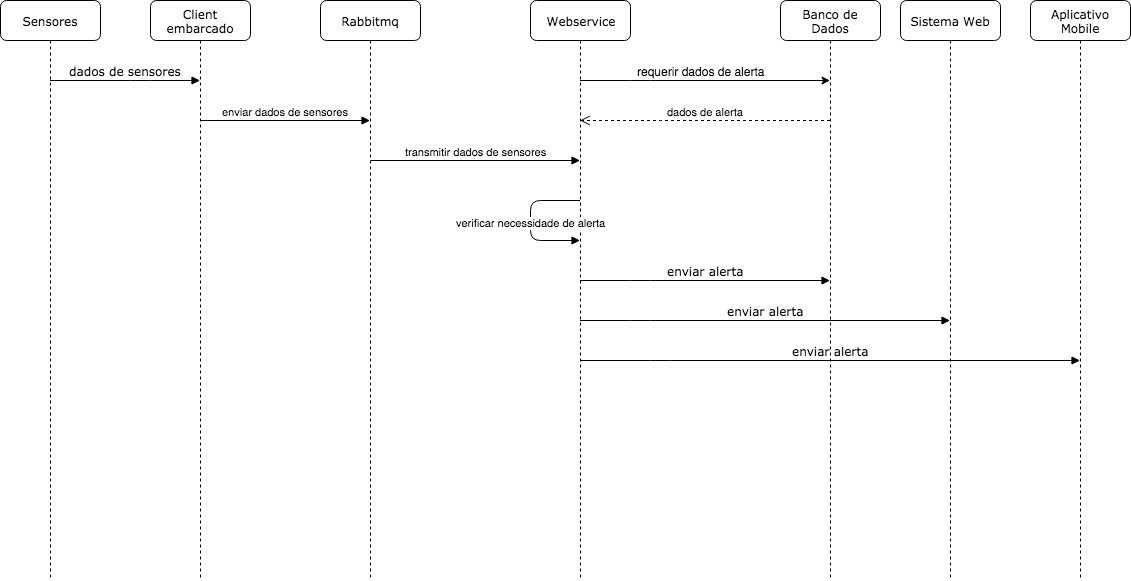 Sensores
Client
embarcado
Rabbitmq
Webservice
Banco de
Dados
Sistema Web
Aplicativo
Mobile
dados de sensores
requerir dados de alerta
enviar dados de sensores
dados de alerta
transmitir dados de sensores
verificar necessidade de alerta
enviar alerta
enviar alerta
enviar alerta